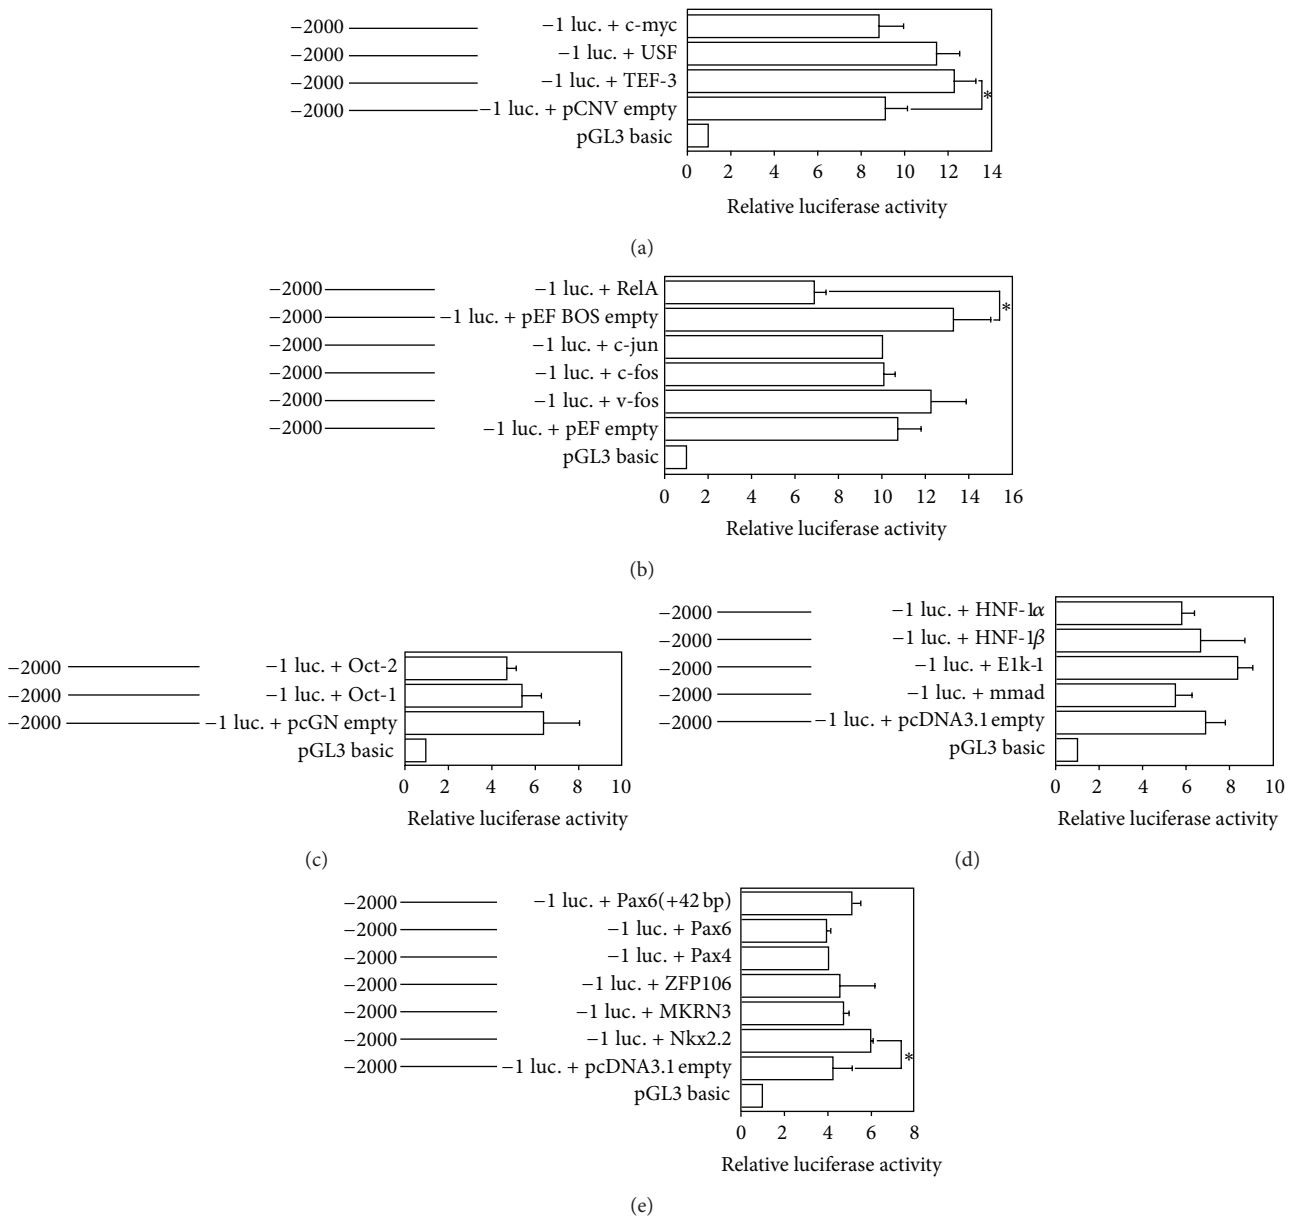 −2000 −1 luc. + c-myc
−2000 −1 luc. + USF
−2000 −1 luc. + TEF-3
−2000 −1 luc. + pCNV empty
pGL3 basic
*
0 2 4 6 8 10 12 14
Relative luciferase activity
(a)
−2000 −1 luc. + RelA
−2000 −1 luc. + pEF BOS empty
−2000 −1 luc. + c-jun
−2000 −1 luc. + c-fos
−2000 −1 luc. + v-fos
−2000 −1 luc. + pEF empty
pGL3 basic
*
0 2 4 6 8 10 12 14 16
Relative luciferase activity
(b)
−2000 −1 luc. + Oct-2
−2000 −1 luc. + Oct-1
−2000 −1 luc. + pcGN empty
pGL3 basic
0 2 4 6 8 10
Relative luciferase activity
(c)
−2000 −1 luc. + HNF-1α
−2000 −1 luc. + HNF-1β
−2000 −1 luc. + E1k-1
−2000 −1 luc. + mmad
−2000 −1 luc. + pcDNA3.1 empty
pGL3 basic
0 2 4 6 8 10
Relative luciferase activity
(d)
−2000 −1 luc. + Pax6(+42 bp)
−2000 −1 luc. + Pax6
−2000 −1 luc. + Pax4
−2000 −1 luc. + ZFP106
−2000 −1 luc. + MKRN3
−2000 −1 luc. + Nkx2.2
−2000 −1 luc. + pcDNA3.1 empty
pGL3 basic
*
0 2 4 6 8
Relative luciferase activity
(e)